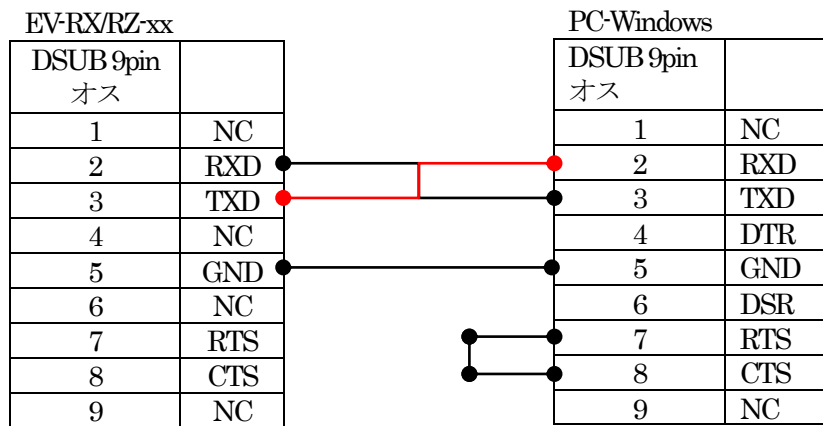 EV-RX/RZ-xx
DSUB 9pin
オス
1 NC
2 RXD
3 TXD
4 NC
5 GND
6 NC
7 RTS
8 CTS
9 NC
PC-Windows
DSUB 9pin
オス
1 NC
2 RXD
3 TXD
4 DTR
5 GND
6 DSR
7 RTS
8 CTS
9 NC